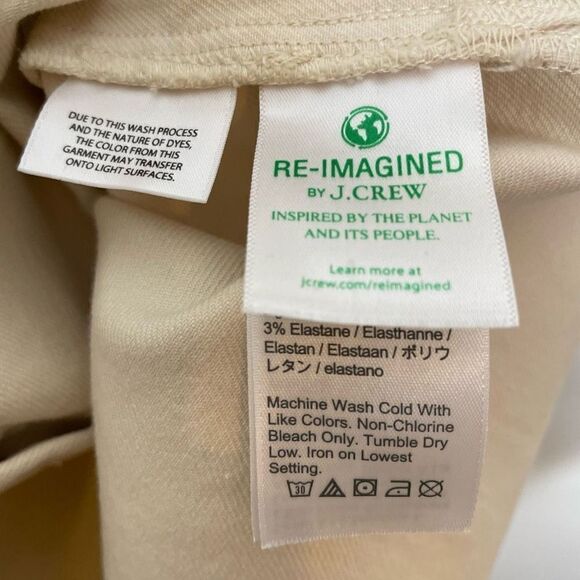 DUE TO THIS WASH PROCESS
AND THE NATURE OF DYES,
THE COLOR FROM THIS
GARMENT MAY TRANSFER
ONTO LIGHT SURFACES.
RE-IMAGINED
BY J.CREW
INSPIRED BY THE PLANET
AND ITS PEOPLE.
Learn more at
jcrew.com/reimagined
3% Elastane / Elasthanne /
Elastan / Elastaan / ポリウ
レタン / elastano
Machine Wash Cold With
Like Colors. Non-Chlorine
Bleach Only. Tumble Dry
Low. Iron on Lowest
Setting.
30